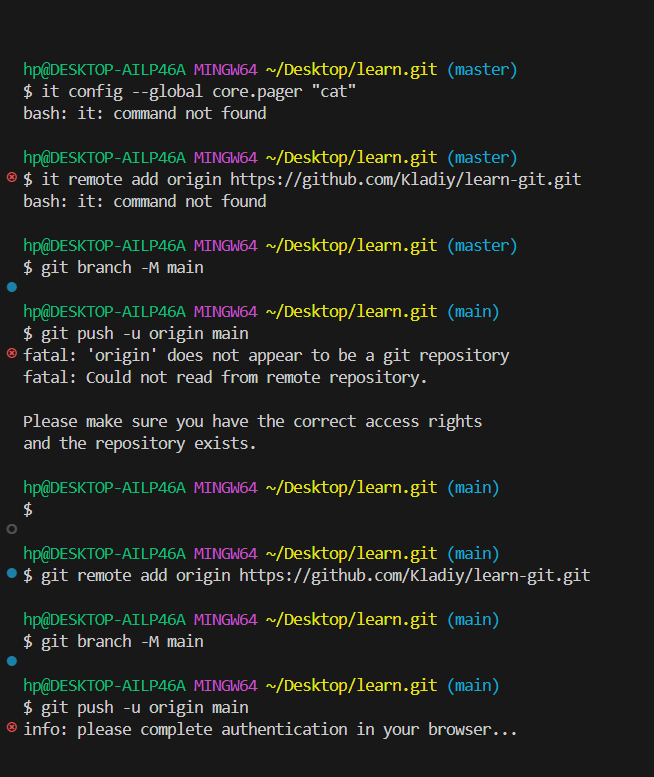 hp@DESKTOP-AILP46A MINGW64 ~/Desktop/learn.git (master)
$ it config --global core.pager "cat"
bash: it: command not found
hp@DESKTOP-AILP46A MINGW64 ~/Desktop/learn.git (master)
$ it remote add origin https://github.com/Kladiy/learn-git.git
bash: it: command not found
hp@DESKTOP-AILP46A MINGW64 ~/Desktop/learn.git (master)
$ git branch -M main
hp@DESKTOP-AILP46A MINGW64 ~/Desktop/learn.git (main)
$ git push -u origin main
fatal: 'origin' does not appear to be a git repository
fatal: Could not read from remote repository.
Please make sure you have the correct access rights
and the repository exists.
hp@DESKTOP-AILP46A MINGW64 ~/Desktop/learn.git (main)
$
hp@DESKTOP-AILP46A MINGW64 ~/Desktop/learn.git (main)
$ git remote add origin https://github.com/Kladiy/learn-git.git
hp@DESKTOP-AILP46A MINGW64 ~/Desktop/learn.git (main)
$ git branch -M main
hp@DESKTOP-AILP46A MINGW64 ~/Desktop/learn.git (main)
$ git push -u origin main
info: please complete authentication in your browser...